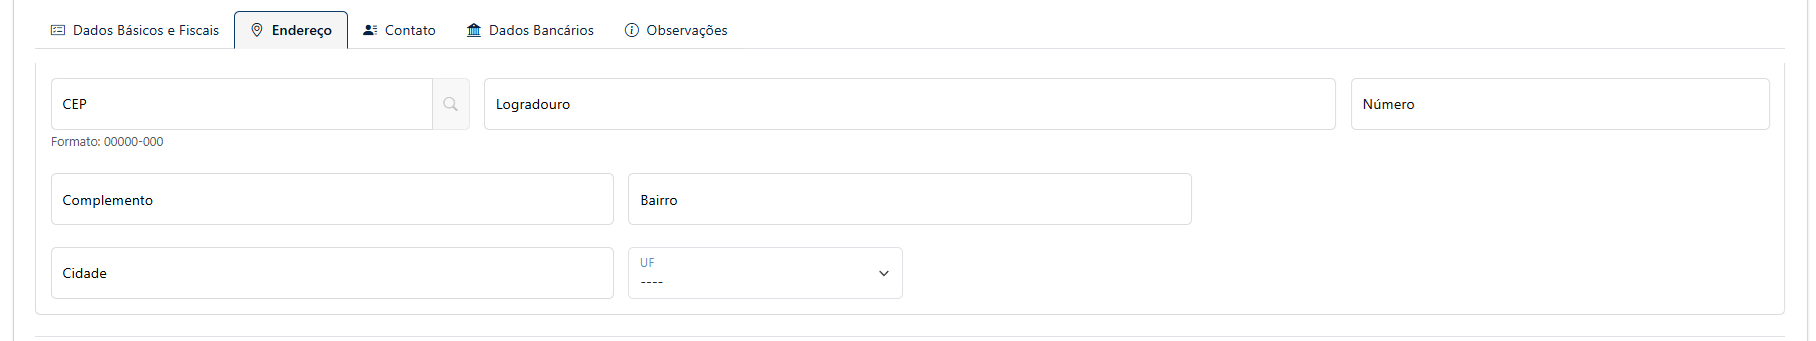 Dados Básicos e Fiscais Endereço Contato Dados Bancários Observações
CEP Logradouro Número
Formato: 00000-000
Complemento Bairro
Cidade UF
----